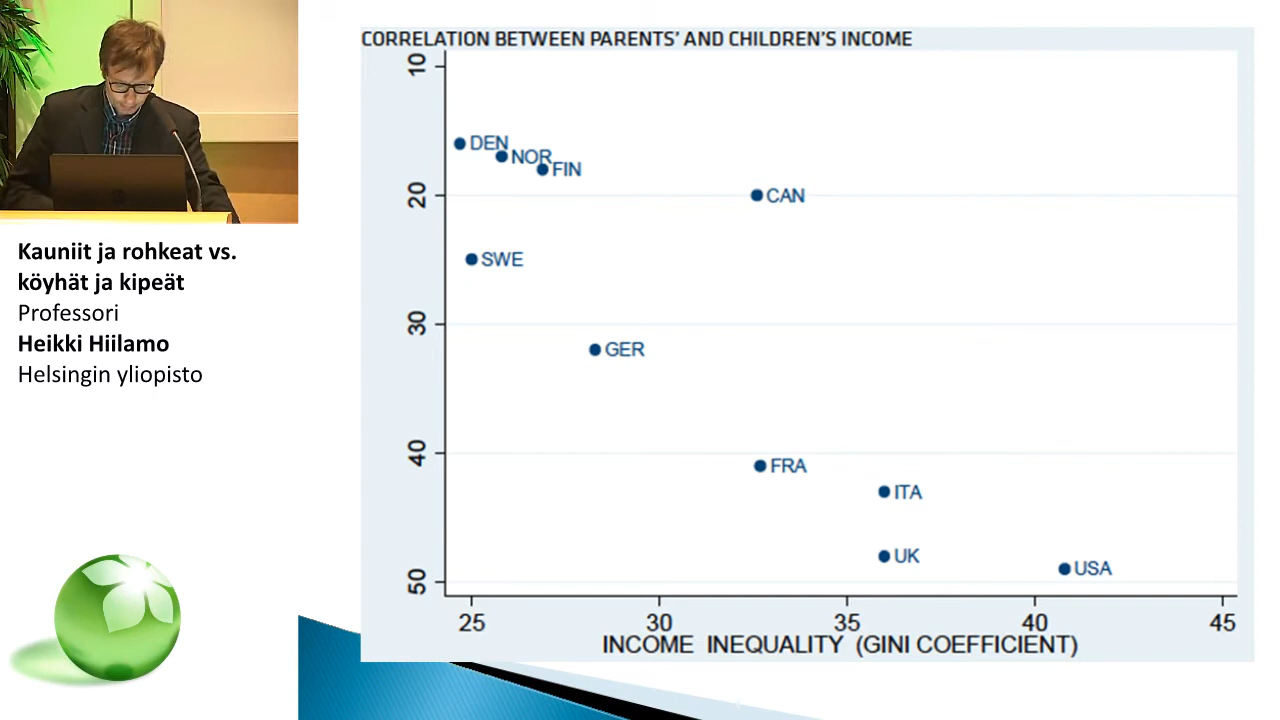 Kauniit ja rohkeat vs.
köyhät ja kipeät
Professori
Heikki Hiilamo
Helsingin yliopisto
CORRELATION BETWEEN PARENTS' AND CHILDREN'S INCOME
10
20
30
40
50
DEN
NOR
FIN
CAN
SWE
GER
FRA
ITA
UK
USA
25 30 35 40 45
INCOME INEQUALITY (GINI COEFFICIENT)